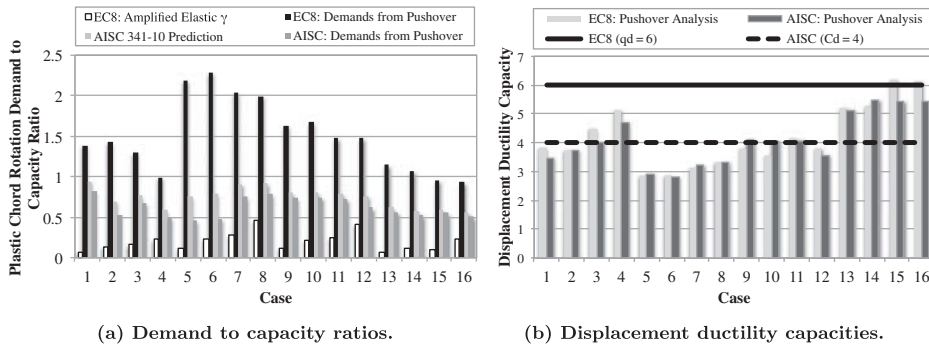 EC8: Amplified Elastic γ
EC8: Demands from Pushover
AISC 341-10 Prediction
AISC: Demands from Pushover
Plastic Chord Rotation Demand to
Capacity Ratio
2.5
2
1.5
1
0.5
0
1 2 3 4 5 6 7 8 9 10 11 12 13 14 15 16
Case
(a) Demand to capacity ratios.
EC8: Pushover Analysis
AISC: Pushover Analysis
EC8 (qd = 6)
AISC (Cd = 4)
Displacement Ductility Capacity
7
6
5
4
3
2
1
0
1 2 3 4 5 6 7 8 9 10 11 12 13 14 15 16
Case
(b) Displacement ductility capacities.